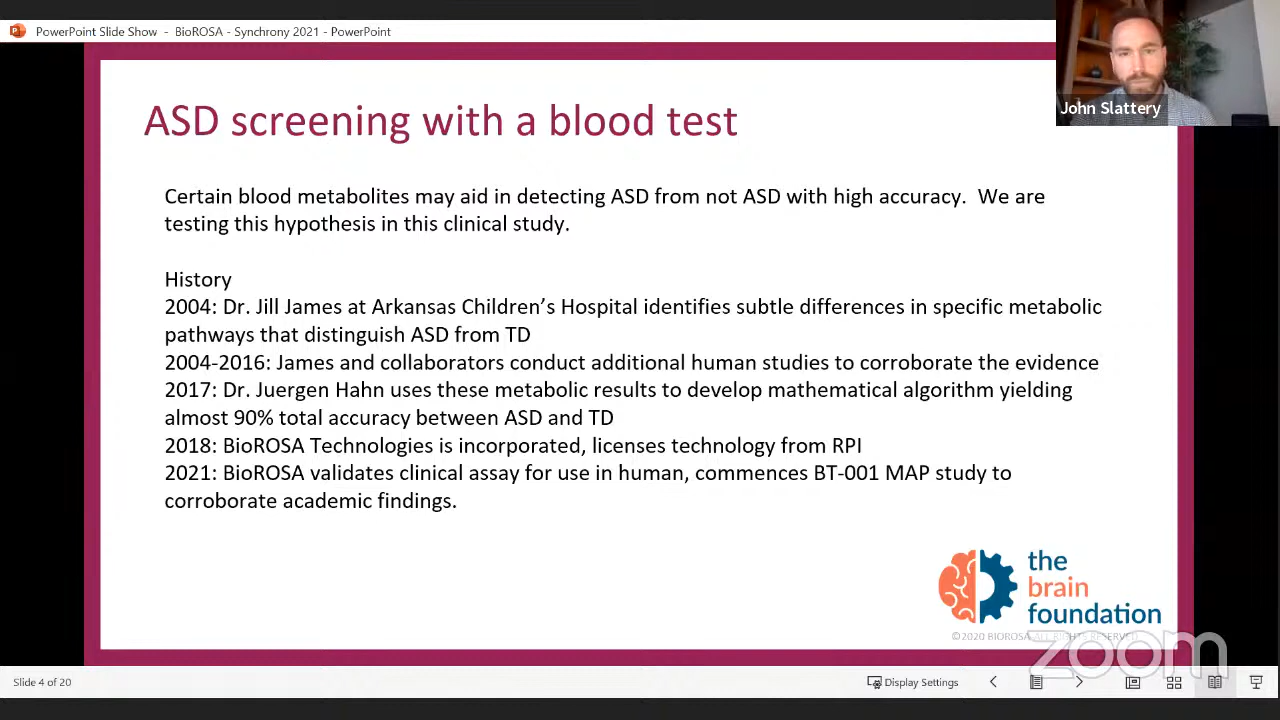 PowerPoint Slide Show - BioROSA - Synchrony 2021 - PowerPoint
John Slattery
ASD screening with a blood test
Certain blood metabolites may aid in detecting ASD from not ASD with high accuracy. We are
testing this hypothesis in this clinical study.
History
2004: Dr. Jill James at Arkansas Children’s Hospital identifies subtle differences in specific metabolic
pathways that distinguish ASD from TD
2004-2016: James and collaborators conduct additional human studies to corroborate the evidence
2017: Dr. Juergen Hahn uses these metabolic results to develop mathematical algorithm yielding
almost 90% total accuracy between ASD and TD
2018: BioROSA Technologies is incorporated, licenses technology from RPI
2021: BioROSA validates clinical assay for use in human, commences BT-001 MAP study to
corroborate academic findings.
the
brain
foundation
©2020 BIOROSA ALL RIGHTS RESERVED
zoom
Slide 4 of 20
Display Settings